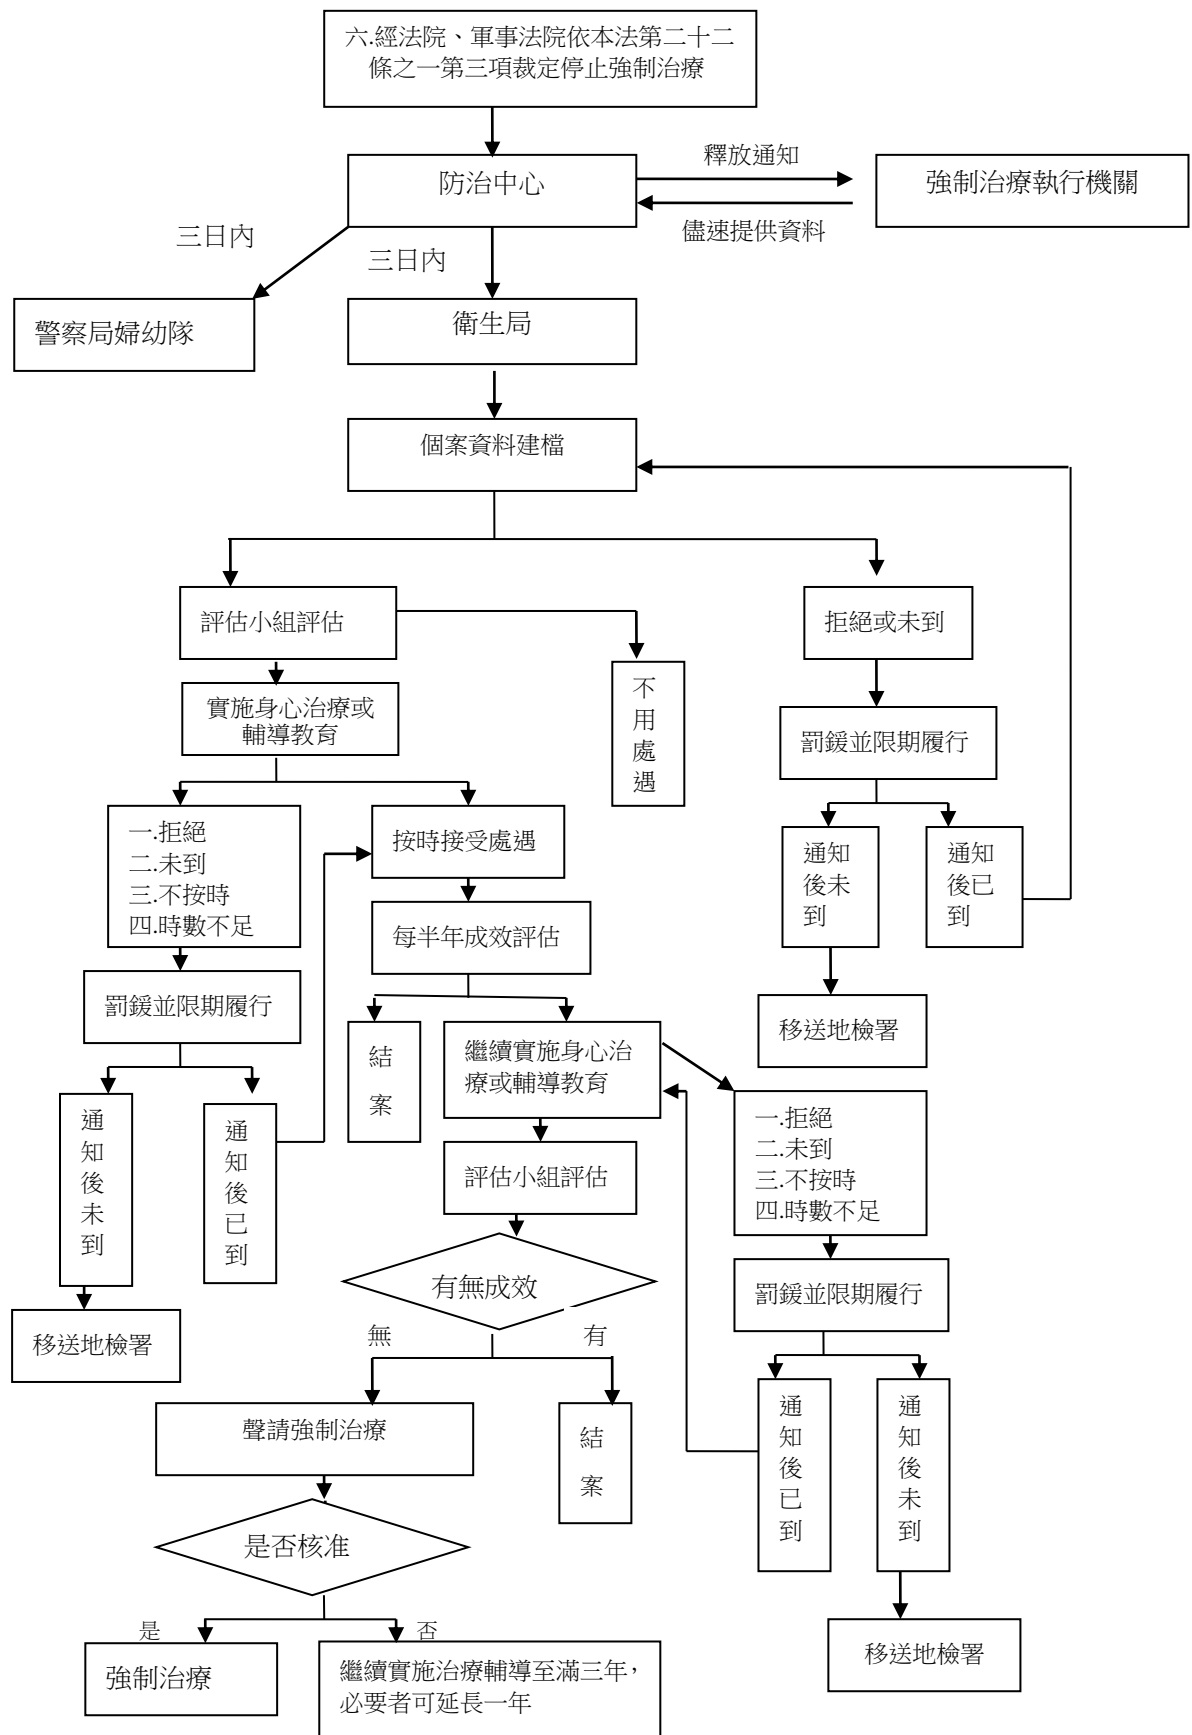 六.經法院、軍事法院依本法第二十二
條之一第三項裁定停止強制治療
防治中心
釋放通知
強制治療執行機關
儘速提供資料
三日內
三日內
警察局婦幼隊
衛生局
個案資料建檔
評估小組評估
拒絕或未到
不
用
處
遇
實施身心治療或
輔導教育
罰鍰並限期履行
一.拒絕
二.未到
三.不按時
四.時數不足
按時接受處遇
通知
後未
到
通知
後已
到
每半年成效評估
罰鍰並限期履行
移送地檢署
結
案
繼續實施身心治
療或輔導教育
通
知
後
未
到
通
知
後
已
到
一.拒絕
二.未到
三.不按時
四.時數不足
評估小組評估
有無成效
罰鍰並限期履行
移送地檢署
無
有
聲請強制治療
結
案
通
知
後
已
到
通
知
後
未
到
是否核准
是
否
強制治療
繼續實施治療輔導至滿三年，
必要者可延長一年
移送地檢署